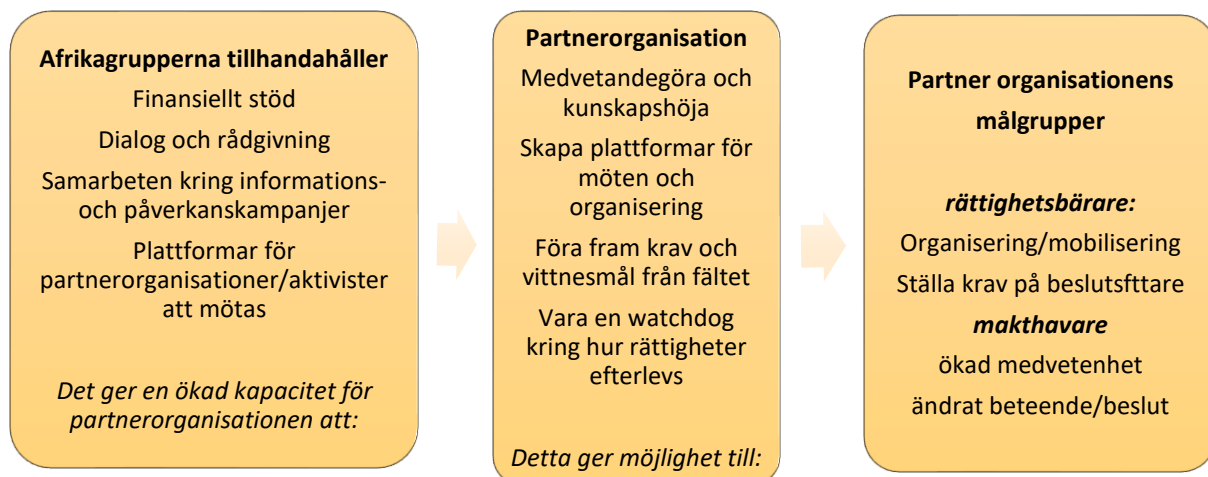 Afrikagrupperna tillhandahåller
Finansiellt stöd
Dialog och rådgivning
Samarbeten kring informations-
och påverkanskampanjer
Plattformar för
partnerorganisationer/aktivister
att mötas
Det ger en ökad kapacitet för
partnerorganisationen att:
Partnerorganisation
Medvetandegöra och
kunskapshöja
Skapa plattformar för
möten och
organisering
Föra fram krav och
vittnesmål från fältet
Vara en watchdog
kring hur rättigheter
efterlevs
Detta ger möjlighet till:
Partner organisationens
målgrupper
rättighetsbärare:
Organisering/mobilisering
Ställa krav på beslutsfttare
makthavare
ökad medvetenhet
ändrat beteende/beslut